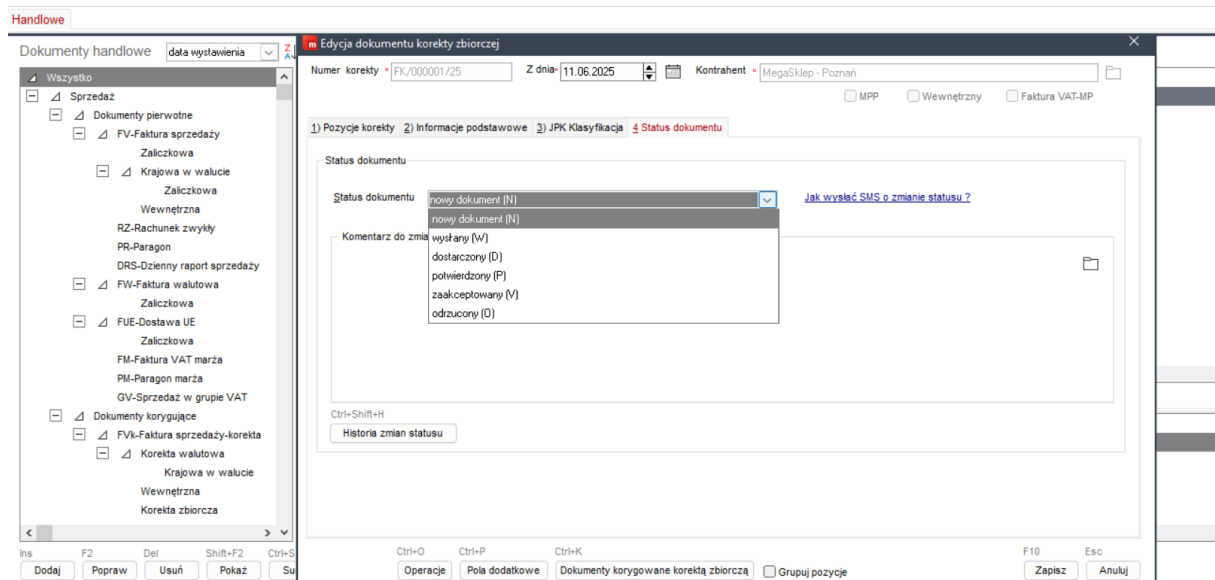 Handlowe
Dokumenty handlowe data wystawienia
Wszystko
Sprzedaż
Dokumenty pierwotne
FV-Faktura sprzedaży
Zaliczkowa
Krajowa w walucie
Zaliczkowa
Wewnętrzna
RZ-Rachunek zwykły
PR-Paragon
DRS-Dzienny raport sprzedaży
FW-Faktura walutowa
Zaliczkowa
FUE-Dostawa UE
Zaliczkowa
FM-Faktura VAT marża
PM-Paragon marża
GV-Sprzedaż w grupie VAT
Dokumenty korygujące
FVk-Faktura sprzedaży-korekta
Korekta walutowa
Krajowa w walucie
Wewnętrzna
Korekta zbiorcza
Ins F2 Del Shift+F2 Ctrl+S
Dodaj Popraw Usuń Pokaż Su
m Edycja dokumentu korekty zbiorczej
Numer korekty * FK/000001/25 Z dnia* 11.06.2025 Kontrahent * MegaSklep - Poznań
MPP Wewnętrzny Faktura VAT-MP
1) Pozycje korekty 2) Informacje podstawowe 3) JPK Klasyfikacja 4 Status dokumentu
Status dokumentu
Status dokumentu nowy dokument (N) Jak wysłać SMS o zmianie statusu ?
nowy dokument (N)
Komentarz do zmia wysłany (W)
dostarczony (D)
potwierdzony (P)
zaakceptowany (V)
odrzucony (O)
Ctrl+Shift+H
Historia zmian statusu
Ctrl+O Ctrl+P Ctrl+K F10 Esc
Operacje Pola dodatkowe Dokumenty korygowane korektą zbiorczą Grupuj pozycje Zapisz Anuluj